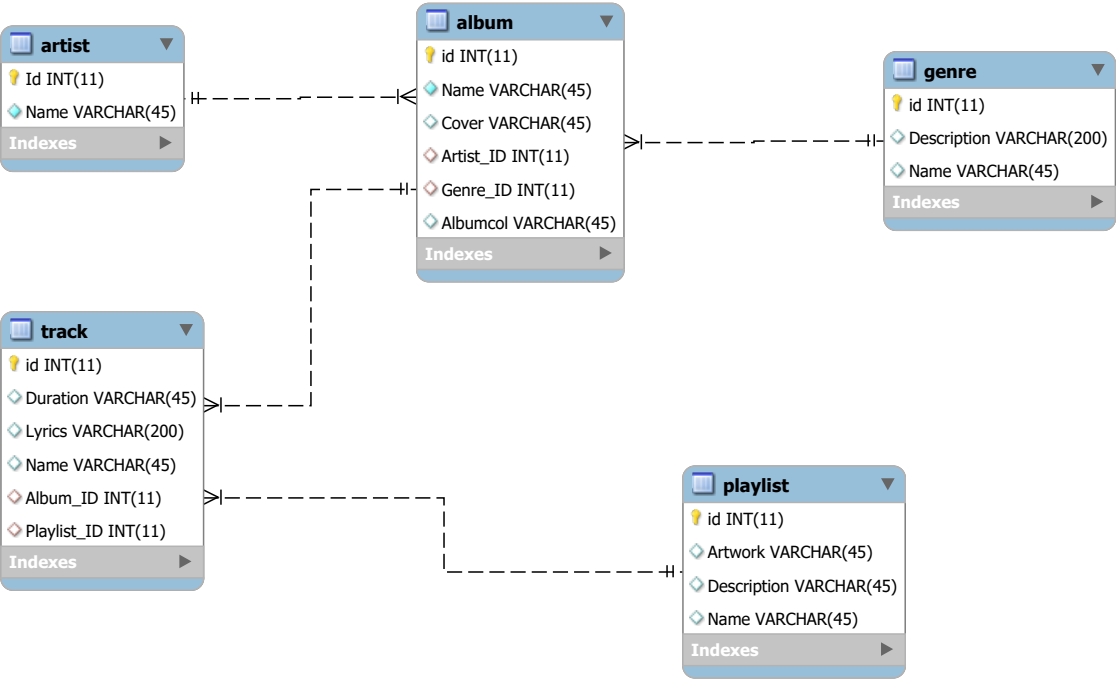 artist
Id INT(11)
Name VARCHAR(45)
Indexes
album
id INT(11)
Name VARCHAR(45)
Cover VARCHAR(45)
Artist_ID INT(11)
Genre_ID INT(11)
Albumcol VARCHAR(45)
Indexes
genre
id INT(11)
Description VARCHAR(200)
Name VARCHAR(45)
Indexes
track
id INT(11)
Duration VARCHAR(45)
Lyrics VARCHAR(200)
Name VARCHAR(45)
Album_ID INT(11)
Playlist_ID INT(11)
Indexes
playlist
id INT(11)
Artwork VARCHAR(45)
Description VARCHAR(45)
Name VARCHAR(45)
Indexes